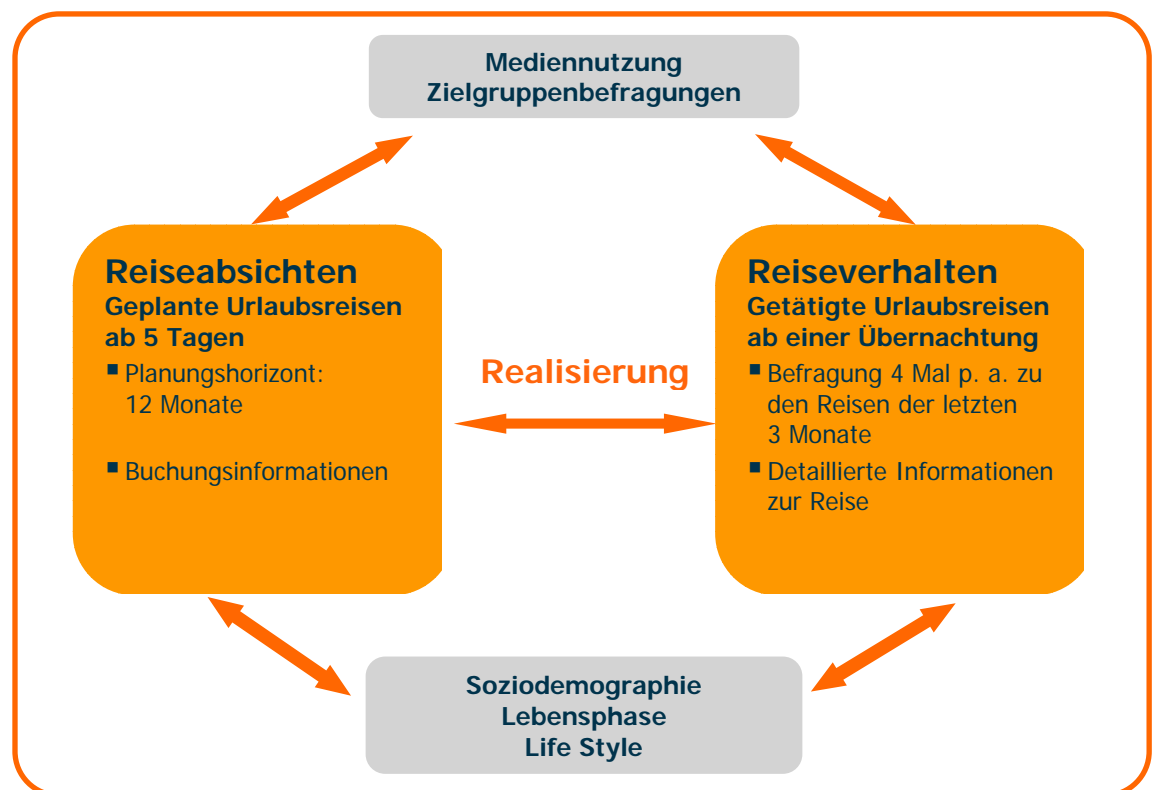 Mediennutzung
Zielgruppenbefragungen
Reiseabsichten
Geplante Urlaubsreisen
ab 5 Tagen
▪ Planungshorizont:
12 Monate
▪ Buchungsinformationen
Realisierung
Reiseverhalten
Getätigte Urlaubsreisen
ab einer Übernachtung
▪ Befragung 4 Mal p. a. zu
den Reisen der letzten
3 Monate
▪ Detaillierte Informationen
zur Reise
Soziodemographie
Lebensphase
Life Style